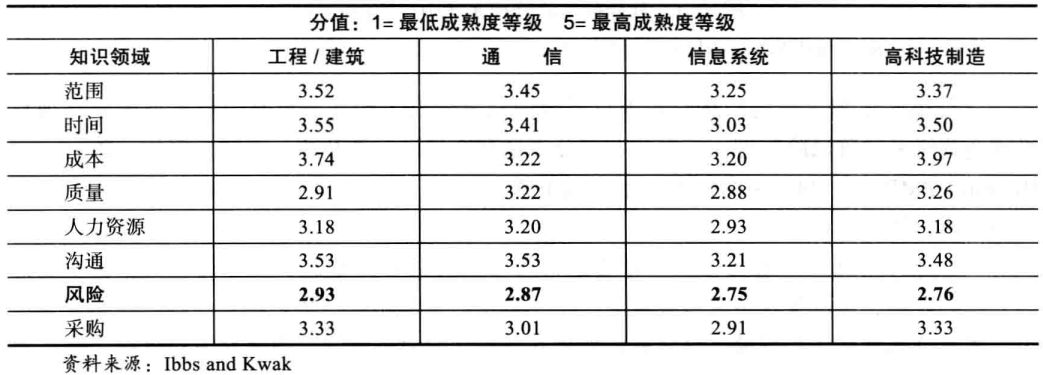 分值：1=最低成熟度等级 5=最高成熟度等级
知识领域 工程/建筑 通 信 信息系统 高科技制造
范围 3.52 3.45 3.25 3.37
时间 3.55 3.41 3.03 3.50
成本 3.74 3.22 3.20 3.97
质量 2.91 3.22 2.88 3.26
人力资源 3.18 3.20 2.93 3.18
沟通 3.53 3.53 3.21 3.48
风险 2.93 2.87 2.75 2.76
采购 3.33 3.01 2.91 3.33
资料来源：Ibbs and Kwak